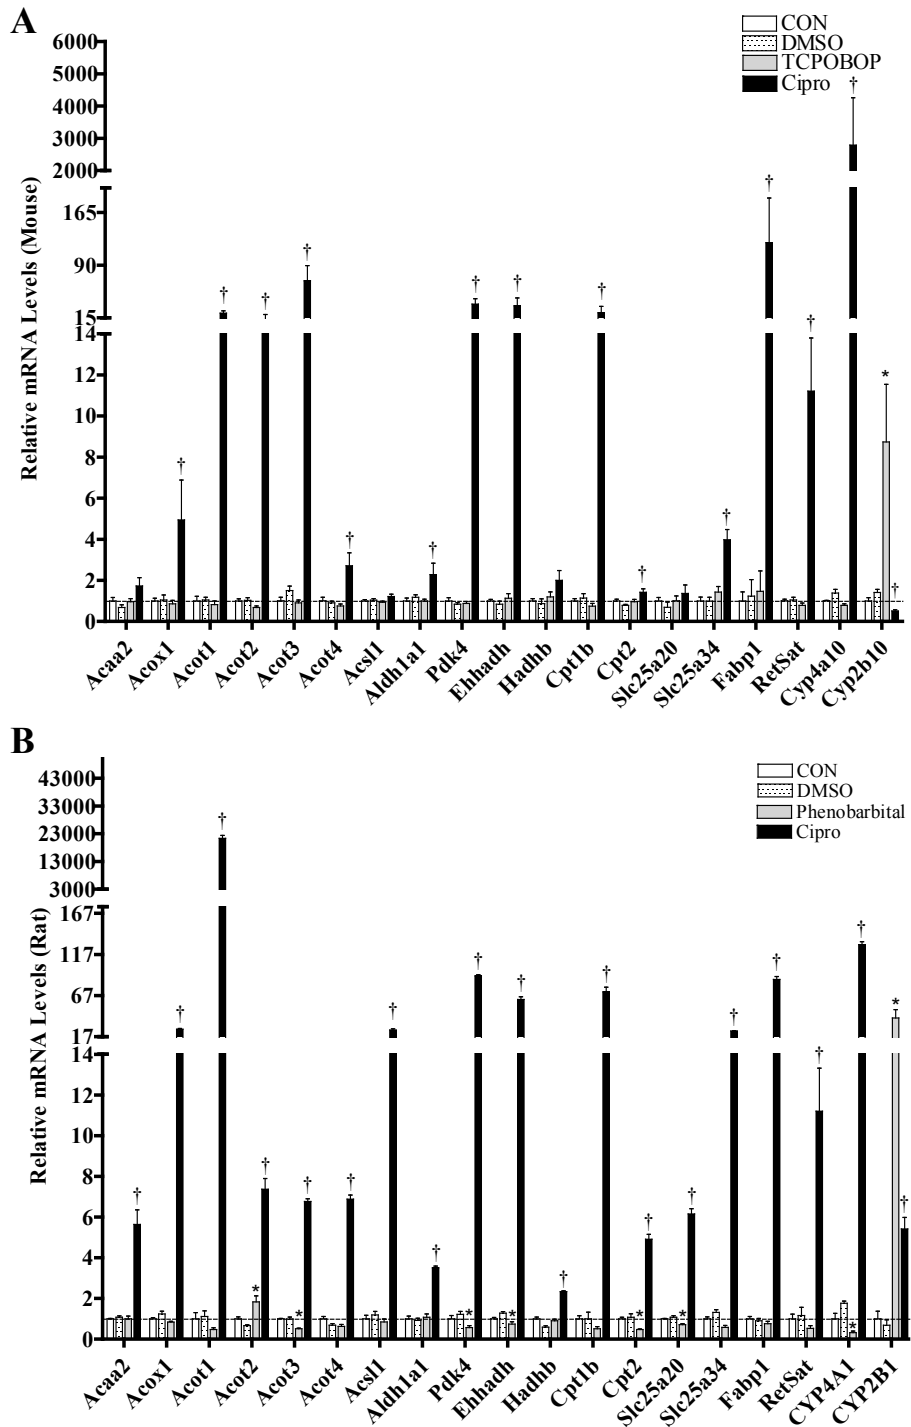 A
CON
DMSO
TCPOBOP
Cipro
Relative mRNA Levels (Mouse)
6000
5000
4000
3000
2000
165
90
15
14
12
10
8
6
4
2
0
† † † † † † † † † † † † † † * †
Acaa2 Acox1 Acot1 Acot2 Acot3 Acot4 Acsl1 Aldh1a1 Pdk4 Ehhadh Hadhb Cpt1b Cpt2 Slc25a20 Slc25a34 Fabp1 RetSat Cyp4a10 Cyp2b10
B
CON
DMSO
Phenobarbital
Cipro
Relative mRNA Levels (Rat)
43000
33000
23000
13000
3000
167
117
67
17
14
12
10
8
6
4
2
0
† † † * † * † † † † * † * † † † * † * † † † † * † * †
Acaa2 Acox1 Acot1 Acot2 Acot3 Acot4 Acsl1 Aldh1a1 Pdk4 Ehhadh Hadhb Cpt1b Cpt2 Slc25a20 Slc25a34 Fabp1 RetSat CYP4A1 CYP2B1